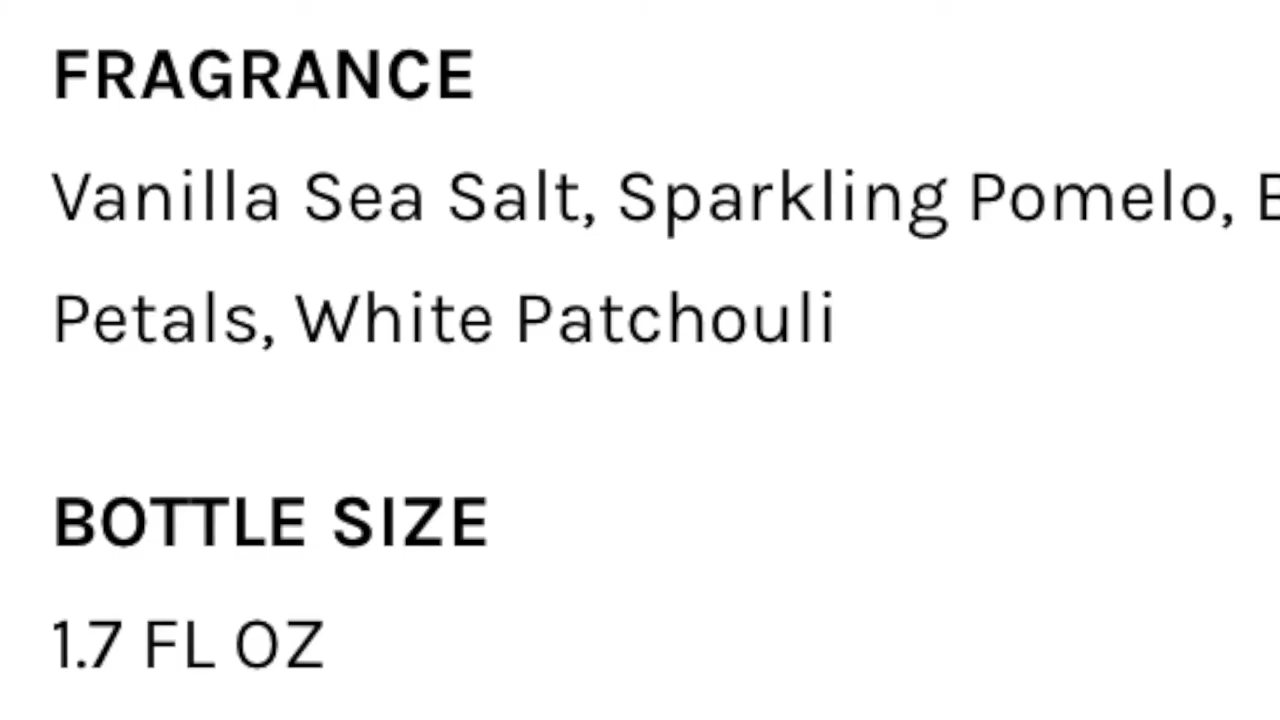 FRAGRANCE
Vanilla Sea Salt, Sparkling Pomelo,
Petals, White Patchouli
BOTTLE SIZE
1.7 FL OZ